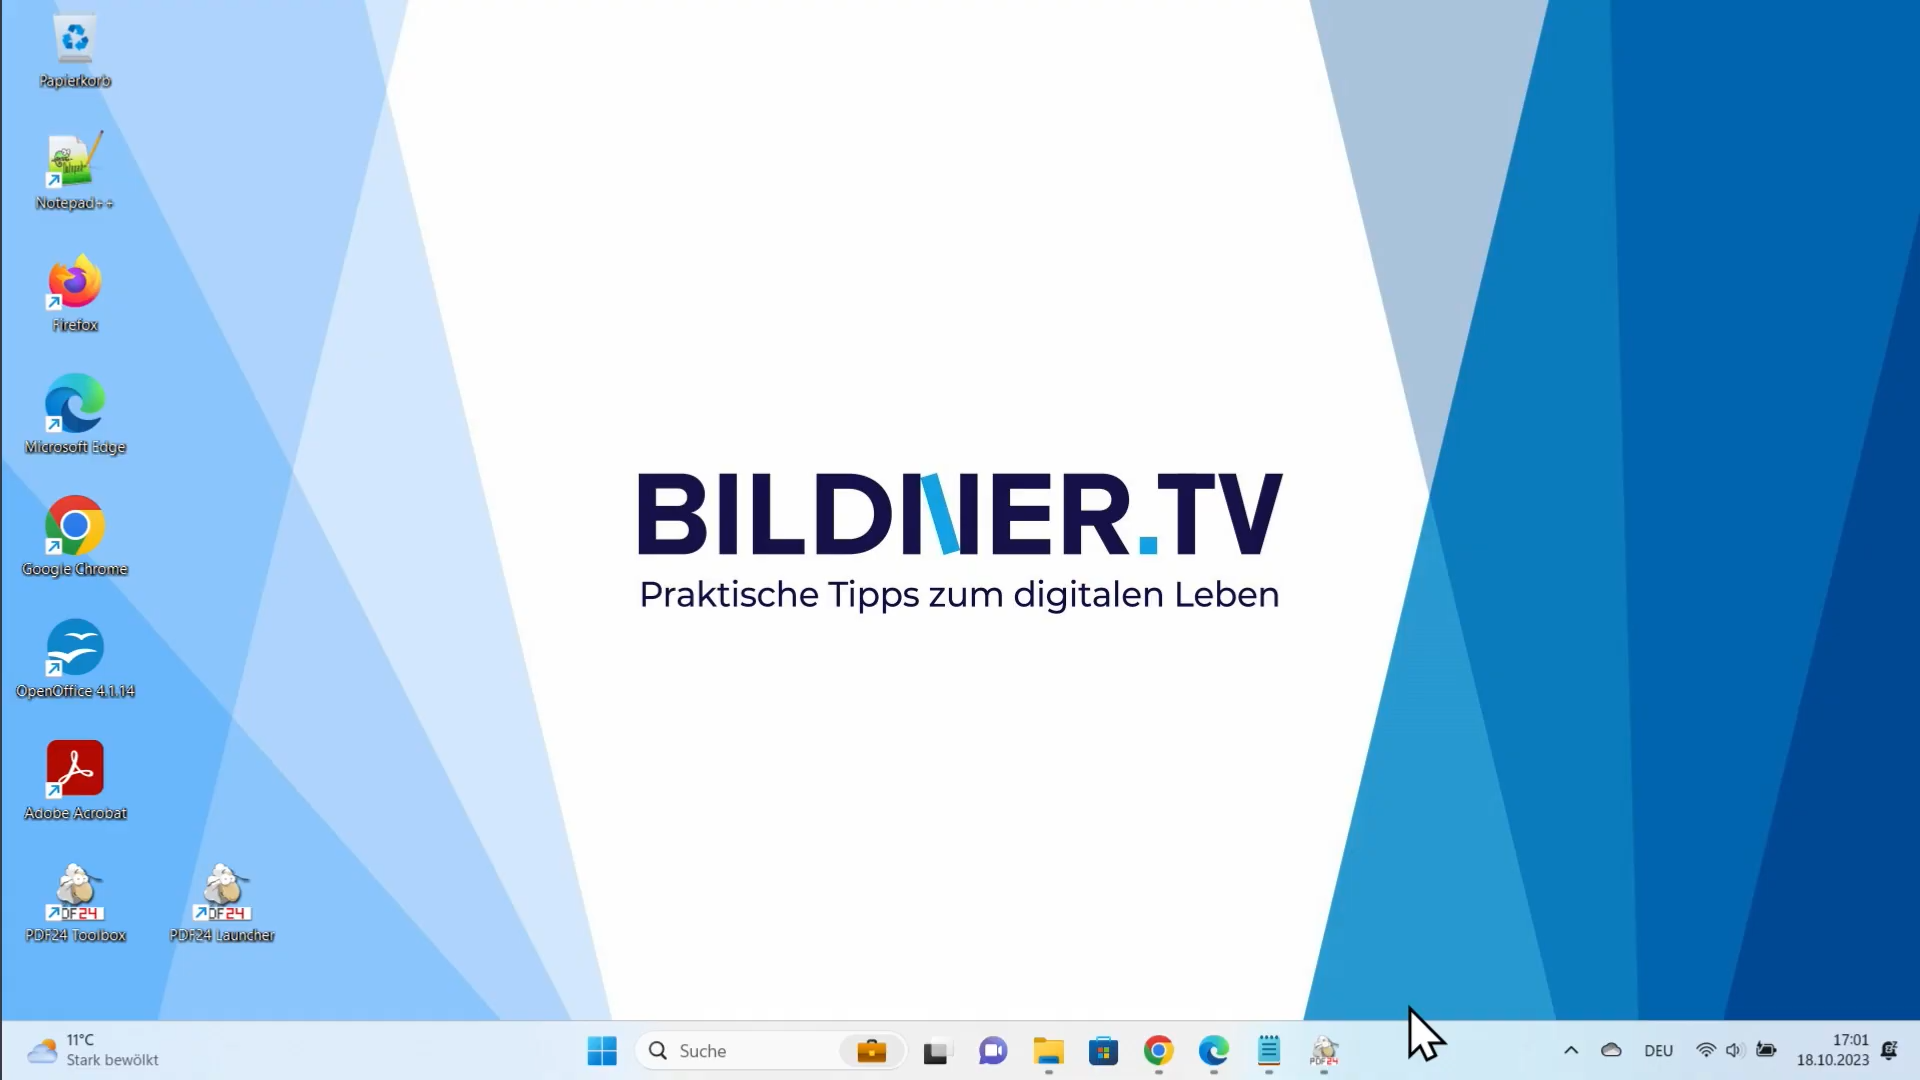 Papierkorb
Notepad++
Firefox
Microsoft Edge
Google Chrome
OpenOffice 4.1.14
Adobe Acrobat
PDF24 Toolbox
PDF24 Launcher
BILDNER.TV
Praktische Tipps zum digitalen Leben
11°C
Stark bewölkt
Suche
PDF24
DEU
17:01
18.10.2023